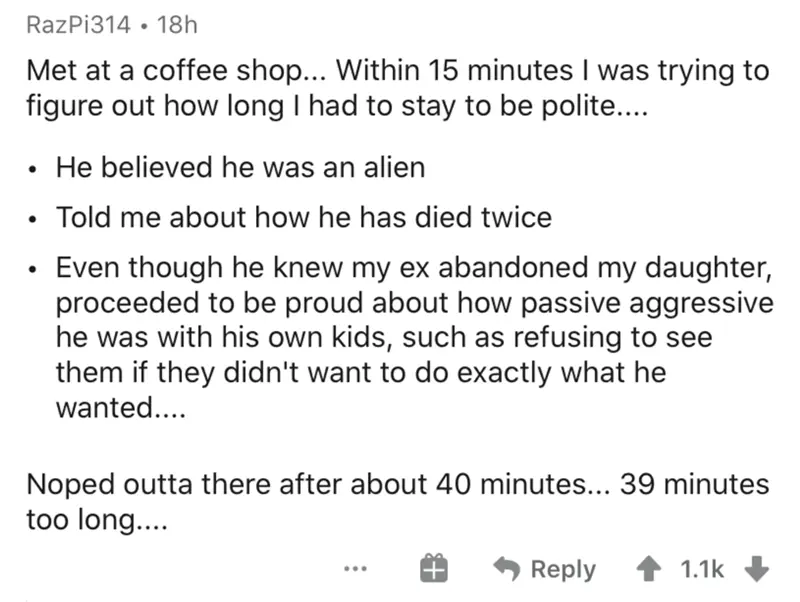 RazPi314 • 18h
Met at a coffee shop... Within 15 minutes I was trying to
figure out how long I had to stay to be polite....
• He believed he was an alien
• Told me about how he has died twice
• Even though he knew my ex abandoned my daughter,
proceeded to be proud about how passive aggressive
he was with his own kids, such as refusing to see
them if they didn't want to do exactly what he
wanted....
Noped outta there after about 40 minutes... 39 minutes
too long....
... Reply 1.1k